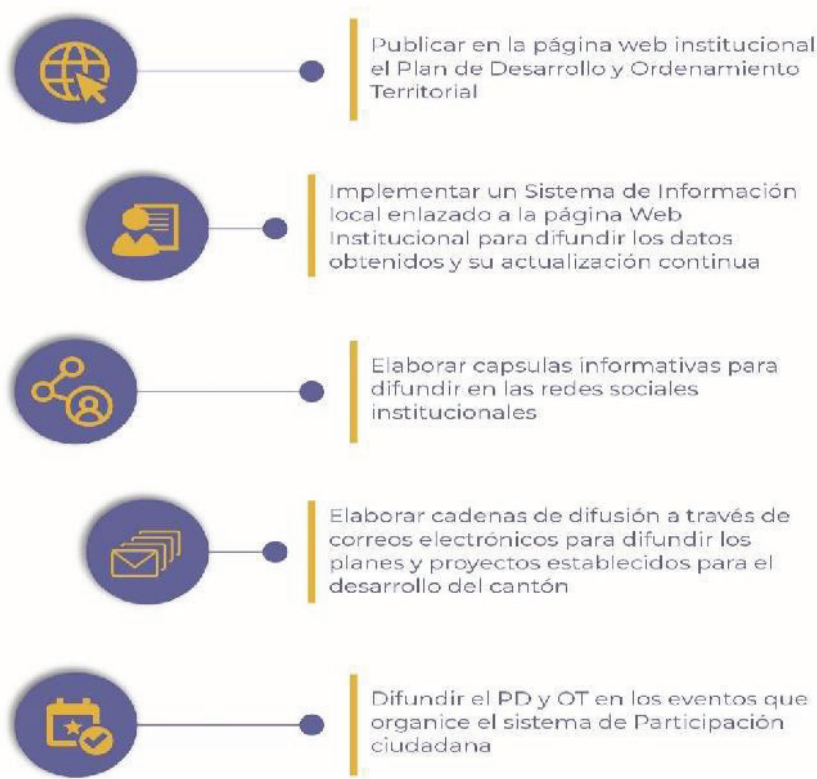 Publicar en la página web institucional
el Plan de Desarrollo y Ordenamiento
Territorial
Implementar un Sistema de Información
local enlazado a la página Web
Institucional para difundir los datos
obtenidos y su actualización continua
Elaborar capsulas informativas para
difundir en las redes sociales
institucionales
Elaborar cadenas de difusión a través de
correos electrónicos para difundir los
planes y proyectos establecidos para el
desarrollo del cantón
Difundir el PD y OT en los eventos que
organice el sistema de Participación
ciudadana